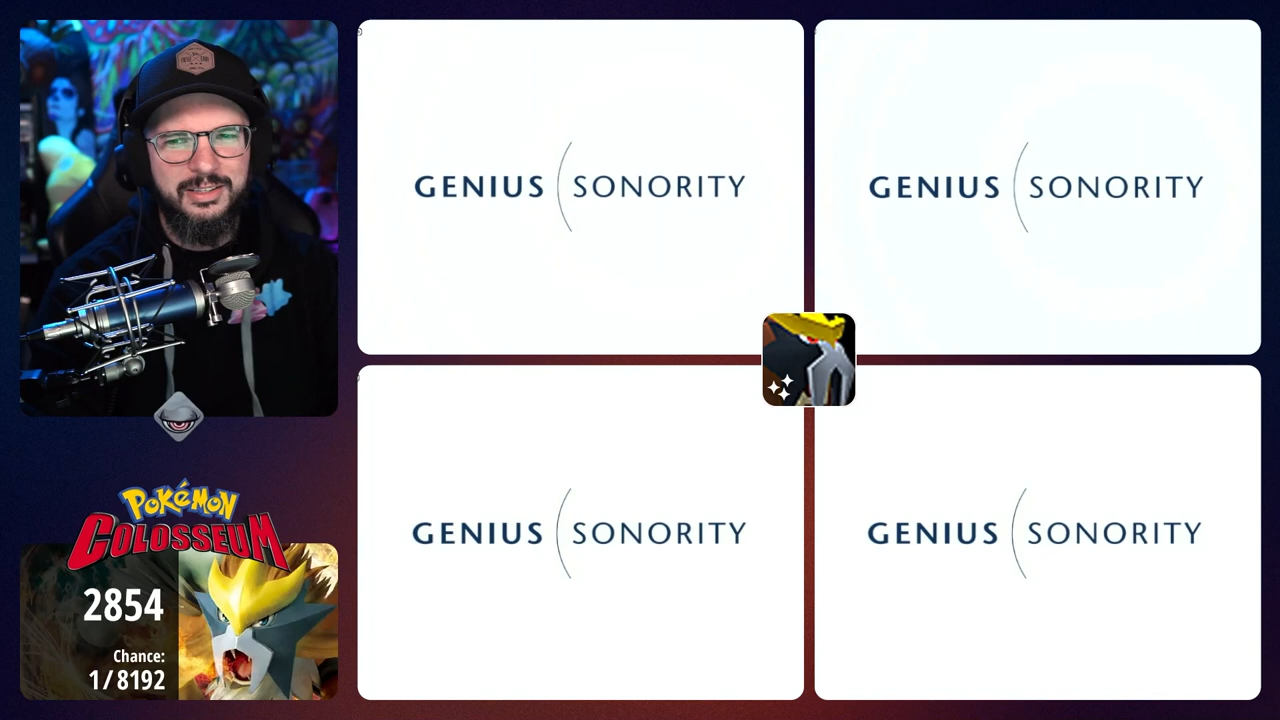 GENIUS SONORITY
GENIUS SONORITY
GENIUS SONORITY
GENIUS SONORITY
POKéMON
COLOSSEUM
2854
Chance:
1/8192